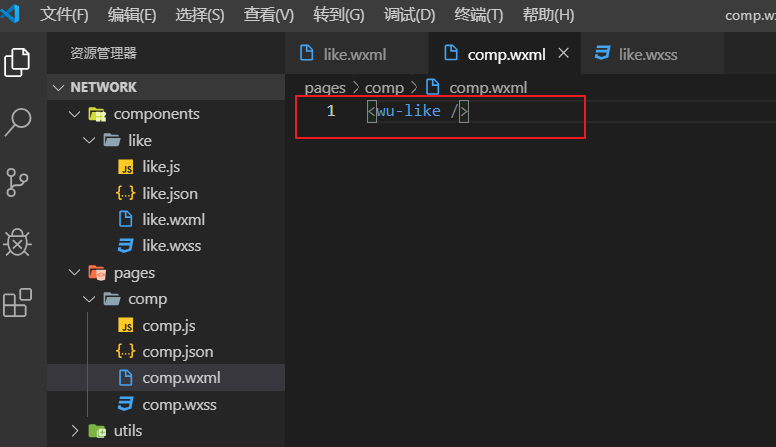 文件(F) 编辑(E) 选择(S) 查看(V) 转到(G) 调试(D) 终端(T) 帮助(H) comp.w
资源管理器
NETWORK
components
like
JS like.js
{..} like.json
like.wxml
like.wxss
pages
comp
JS comp.js
{..} comp.json
comp.wxml
comp.wxss
utils
like.wxml comp.wxml like.wxss
pages > comp > comp.wxml
1 <wu-like />